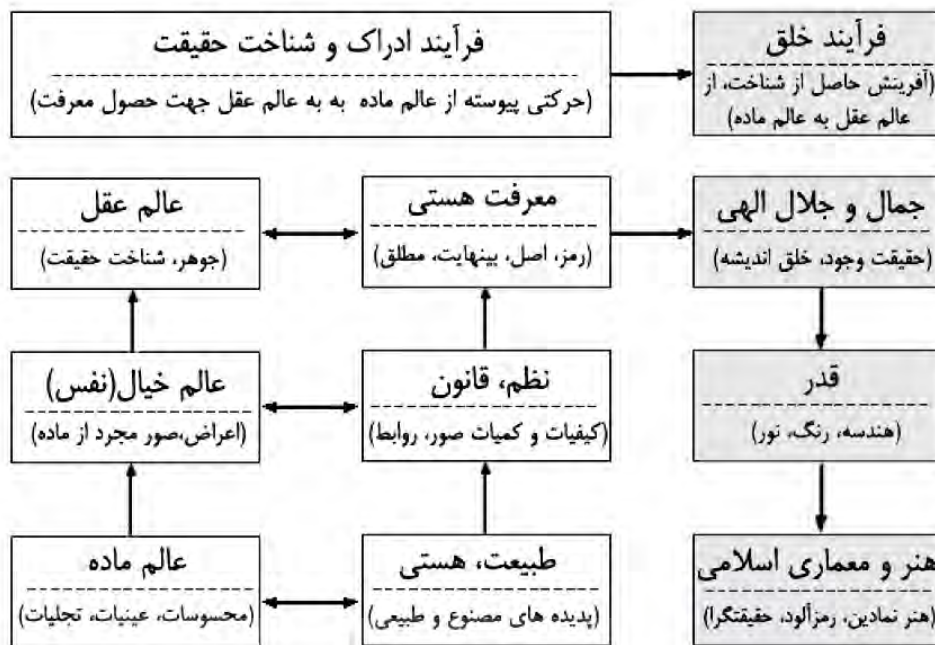 فرآیند ادراک و شناخت حقیقت
(حرکتی پیوسته از عالم ماده به به عالم عقل جهت حصول معرفت)
فرآیند خلق
(آفرینش حاصل از شناخت، از
عالم عقل به عالم ماده)
جمال و جلال الهی
(حقیقت وجود، خلق اندیشه)
معرفت هستی
(رمز، اصل، بینهایت، مطلق)
عالم عقل
(جوهر، شناخت حقیقت)
قدر
(هندسه، رنگ، نور)
نظم، قانون
(کیفیات و کمیات صور، روابط)
عالم خیال(نفس)
(اعراض،صور مجرد از ماده)
هنر و معماری اسلامی
(هنر نمادین، رمزآلود، حقیقتگرا)
طبیعت، هستی
(پدیده های مصنوع و طبیعی)
عالم ماده
(محسوسات، عینیات، تجلیات)